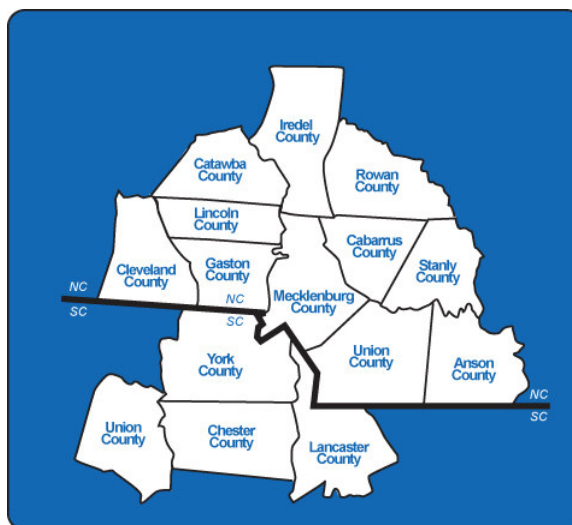 Iredel
County
Catawba
County
Rowan
County
Lincoln
County
Cabarrus
County
Cleveland
County
Gaston
County
Stanly
County
Mecklenburg
County
NC
SC
NC
SC
York
County
Union
County
Anson
County
NC
SC
Union
County
Chester
County
Lancaster
County